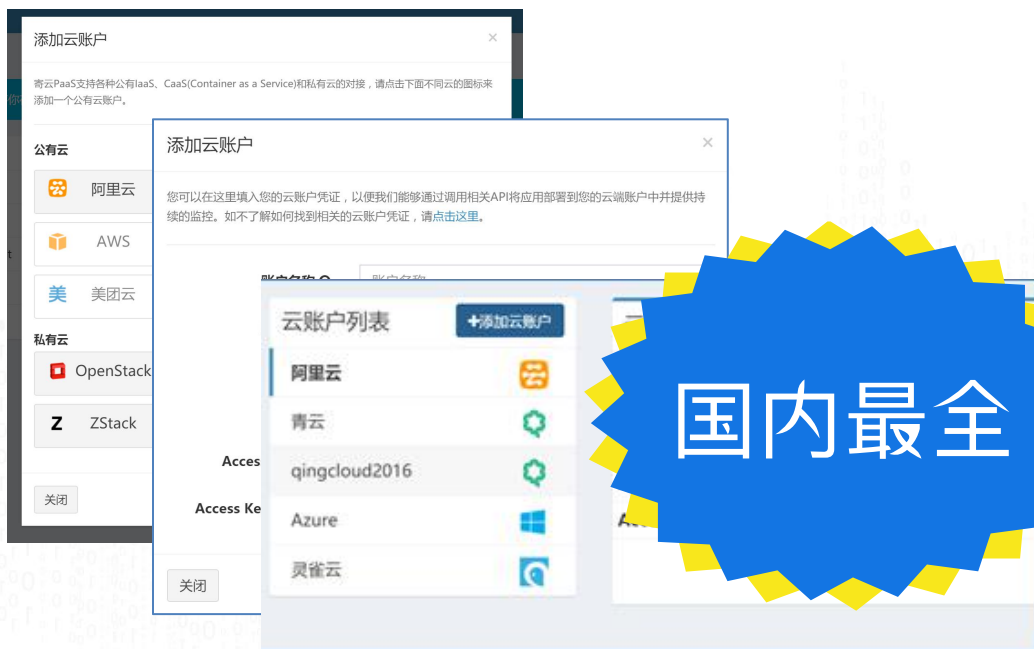 添加云账户
寄云PaaS支持各种公有IaaS、CaaS(Container as a Service)和私有云的对接，请点击下面不同云的图标来
添加一个公有云账户。
公有云
阿里云
AWS
美团云
私有云
OpenStack
ZStack
关闭
添加云账户
您可以在这里填入您的云账户凭证，以便我们能够通过调用相关API将应用部署到您的云端账户中并提供持
续的监控。如不了解如何找到相关的云账户凭证，请点击这里。
账户名称
账户名称
Acces
Access Ke
关闭
云账户列表
+添加云账户
阿里云
青云
qingcloud2016
Azure
灵雀云
国内最全